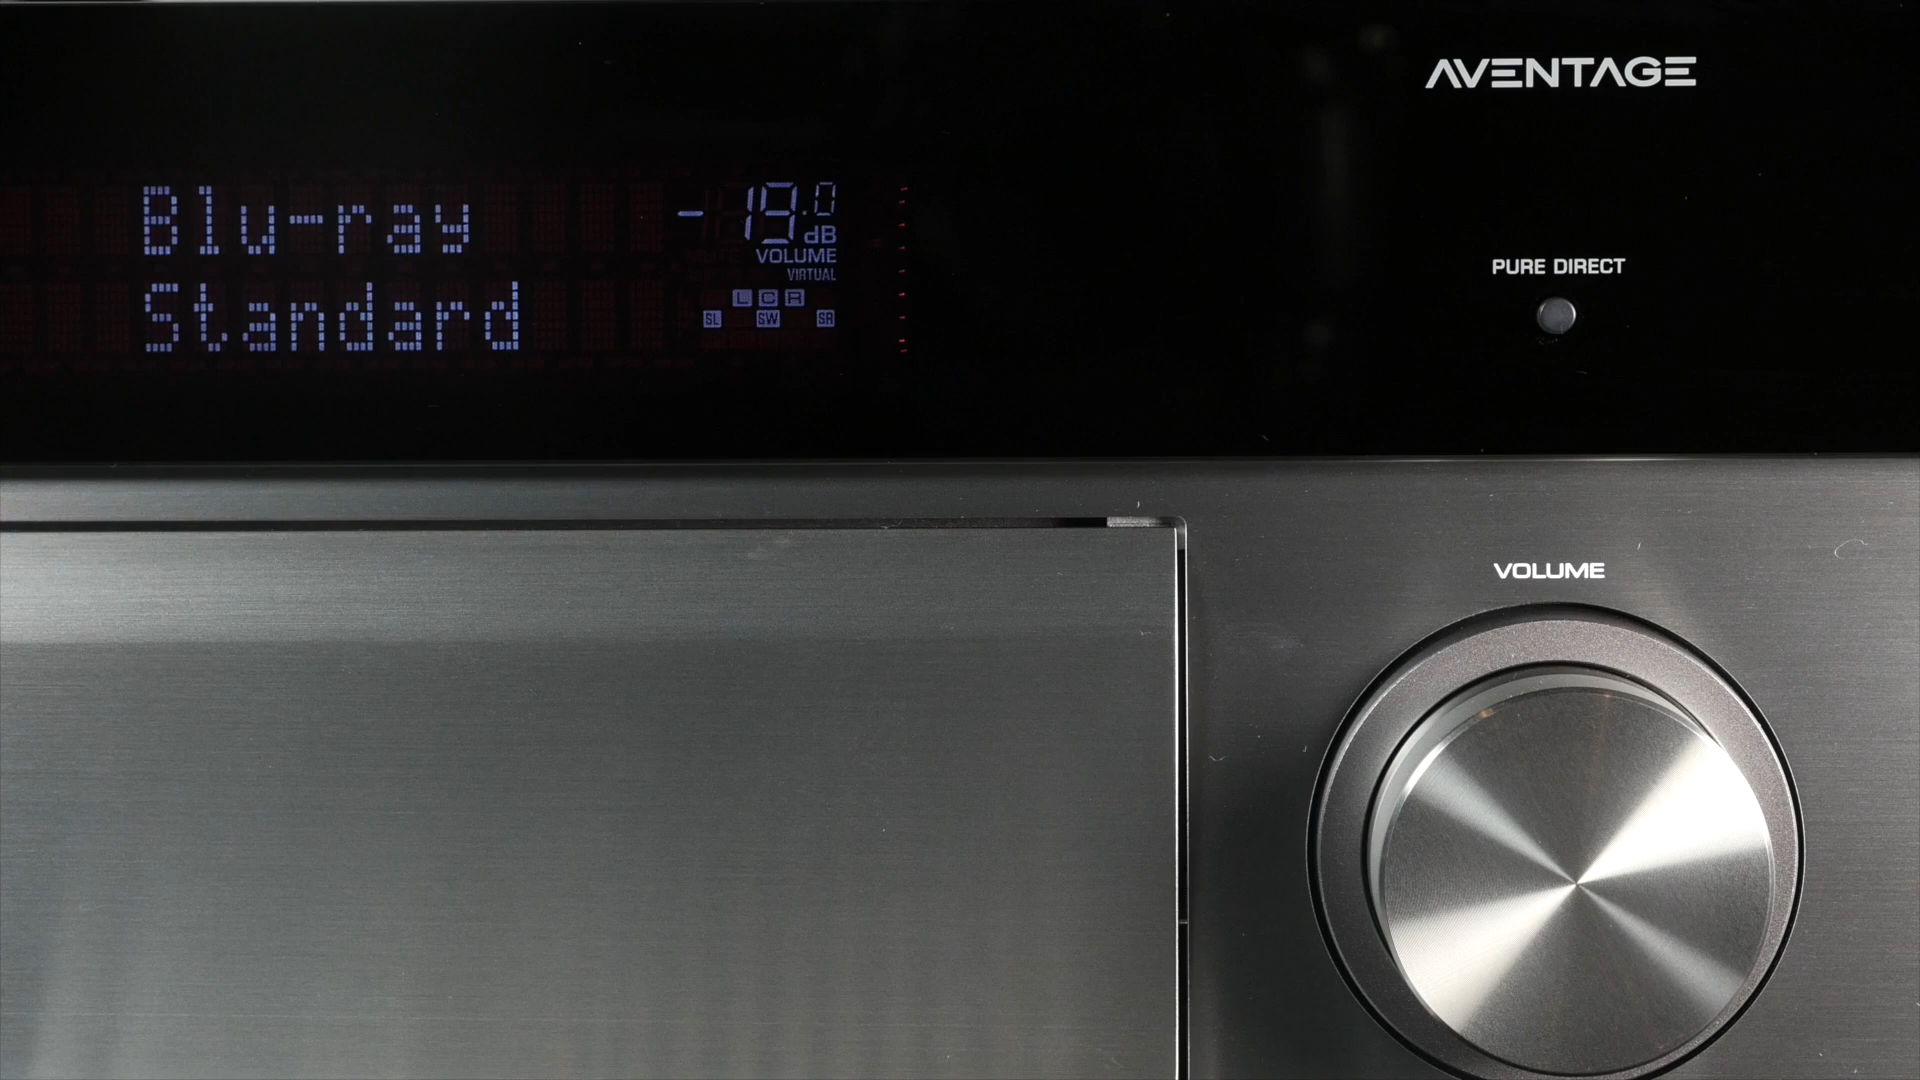 AVENTAGE
Blu-ray
-19.0
dB
VOLUME
VIRTUAL
Standard
L C R
SL SW SR
PURE DIRECT
VOLUME